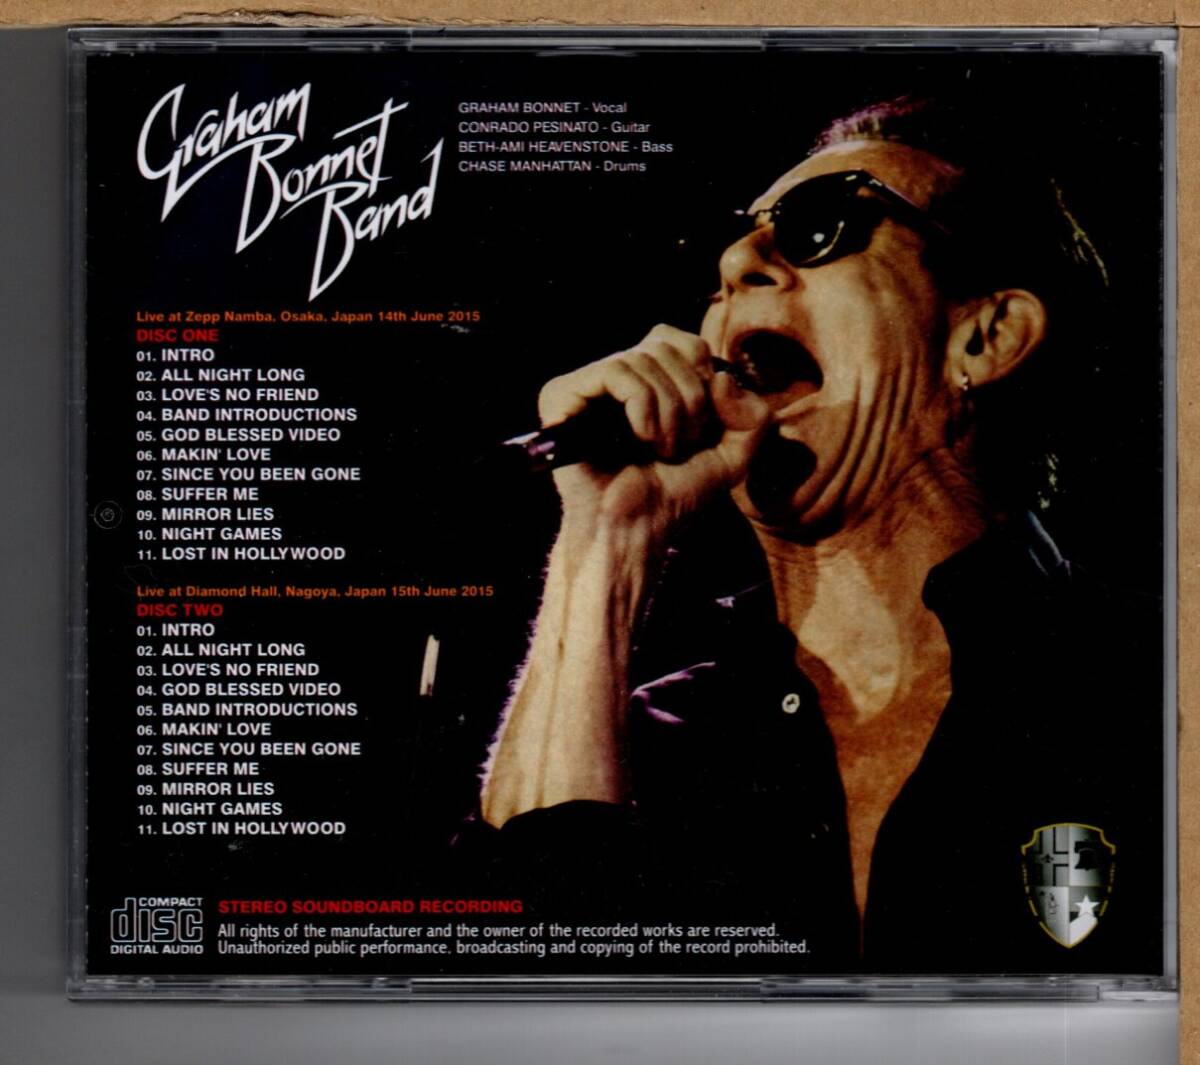 Graham
Bonnet
Band
GRAHAM BONNET - Vocal
CONRADO PESINATO - Guitar
BETH-AMI HEAVENSTONE - Bass
CHASE MANHATTAN - Drums
Live at Zepp Namba, Osaka, Japan 14th June 2015
DISC ONE
01. INTRO
02. ALL NIGHT LONG
03. LOVE'S NO FRIEND
04. BAND INTRODUCTIONS
05. GOD BLESSED VIDEO
06. MAKIN' LOVE
07. SINCE YOU BEEN GONE
08. SUFFER ME
09. MIRROR LIES
10. NIGHT GAMES
11. LOST IN HOLLYWOOD
Live at Diamond Hall, Nagoya, Japan 15th June 2015
DISC TWO
01. INTRO
02. ALL NIGHT LONG
03. LOVE'S NO FRIEND
04. GOD BLESSED VIDEO
05. BAND INTRODUCTIONS
06. MAKIN' LOVE
07. SINCE YOU BEEN GONE
08. SUFFER ME
09. MIRROR LIES
10. NIGHT GAMES
11. LOST IN HOLLYWOOD
COMPACT
disc
DIGITAL AUDIO
STEREO SOUNDBOARD RECORDING
All rights of the manufacturer and the owner of the recorded works are reserved.
Unauthorized public performance, broadcasting and copying of the record prohibited.